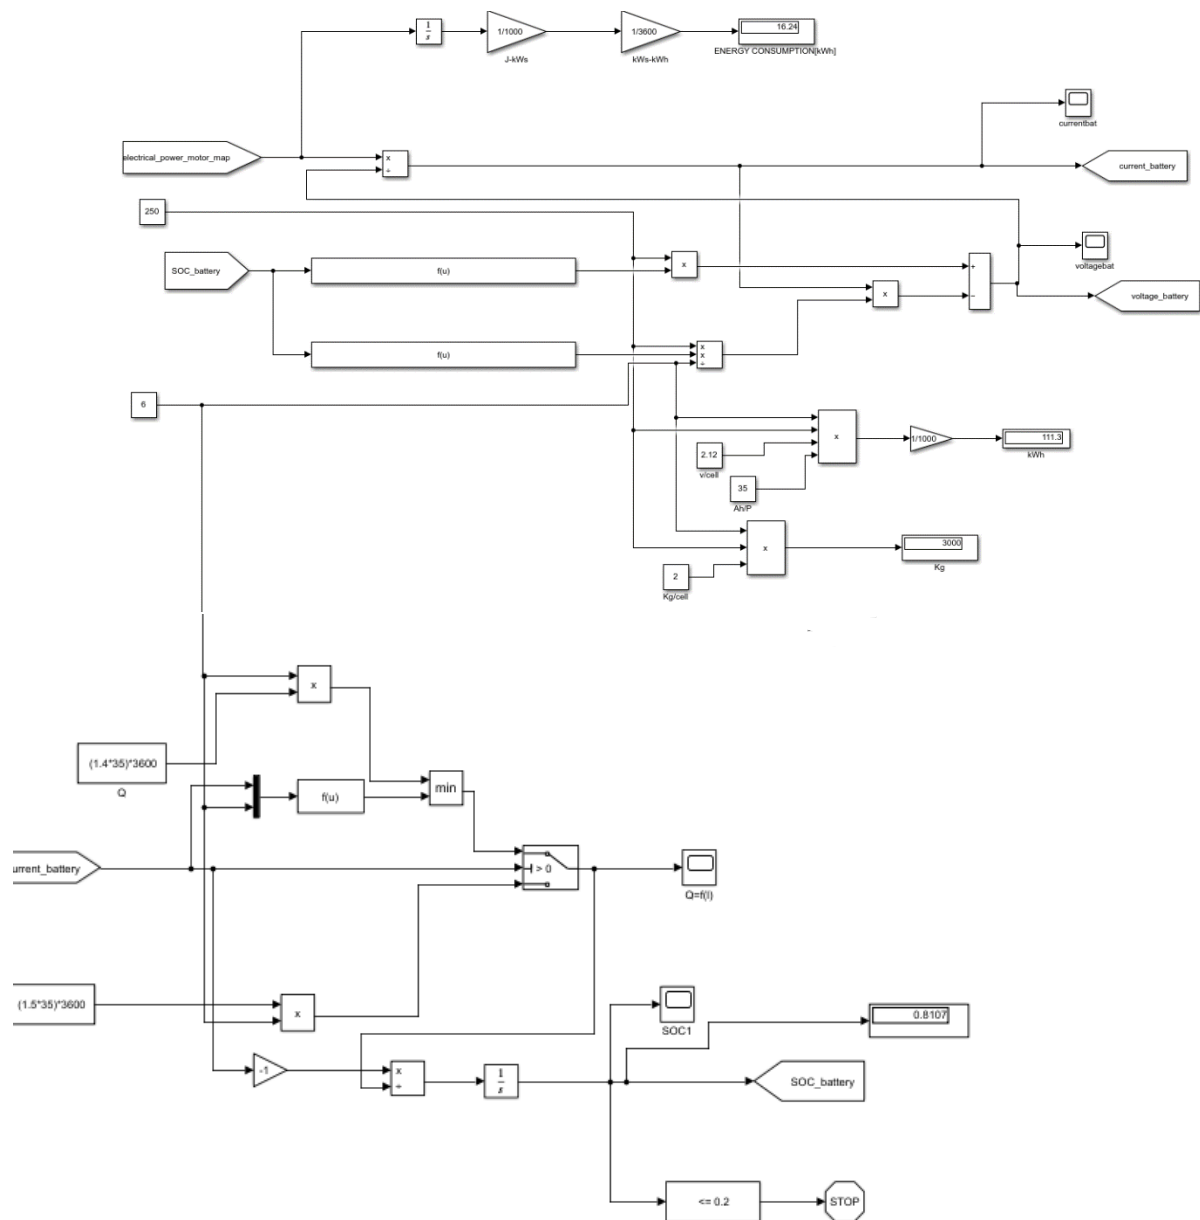 1
s
1/1000
J-kWs
1/3600
kWs-kWh
16.24
ENERGY CONSUMPTION[kWh]
currentbat
electrical_power_motor_map
x
÷
current_battery
250
SOC_battery
f(u)
x
+
−
voltagebat
x
voltage_battery
f(u)
x
x
÷
6
2.12
v/cell
35
Ah/P
x
1/1000
111.3
kWh
2
Kg/cell
x
3000
Kg
x
(1.4*35)*3600
Q
f(u)
min
urrent_battery
> 0
Q=f(I)
(1.5*35)*3600
x
SOC1
0.8107
-1
x
÷
1
s
SOC_battery
<= 0.2
STOP